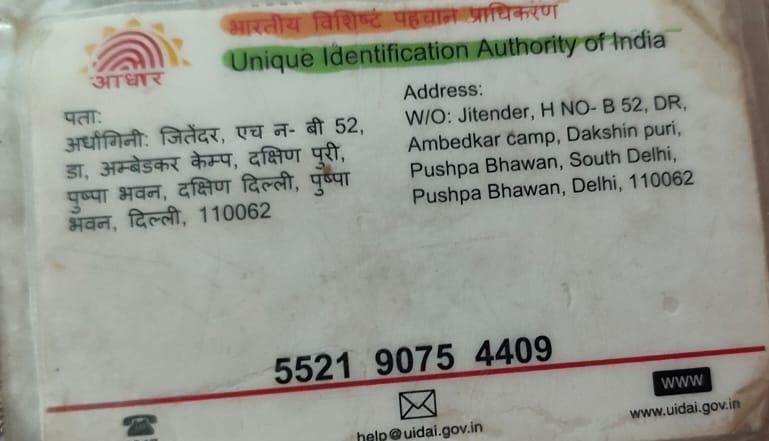 भारतीय विशिष्ट पहचान प्राधिकरण
Unique Identification Authority of India
आधार
पता:
अर्धांगिनी: जितेंदर, एच न- बी 52,
डा, अम्बेडकर केम्प, दक्षिण पुरी,
पुष्पा भवन, दक्षिण दिल्ली, पुष्पा
भवन, दिल्ली, 110062
Address:
W/O: Jitender, H NO- B 52, DR,
Ambedkar camp, Dakshin puri,
Pushpa Bhawan, South Delhi,
Pushpa Bhawan, Delhi, 110062
5521 9075 4409
help@uidai.gov.in
WWW
www.uidai.gov.in